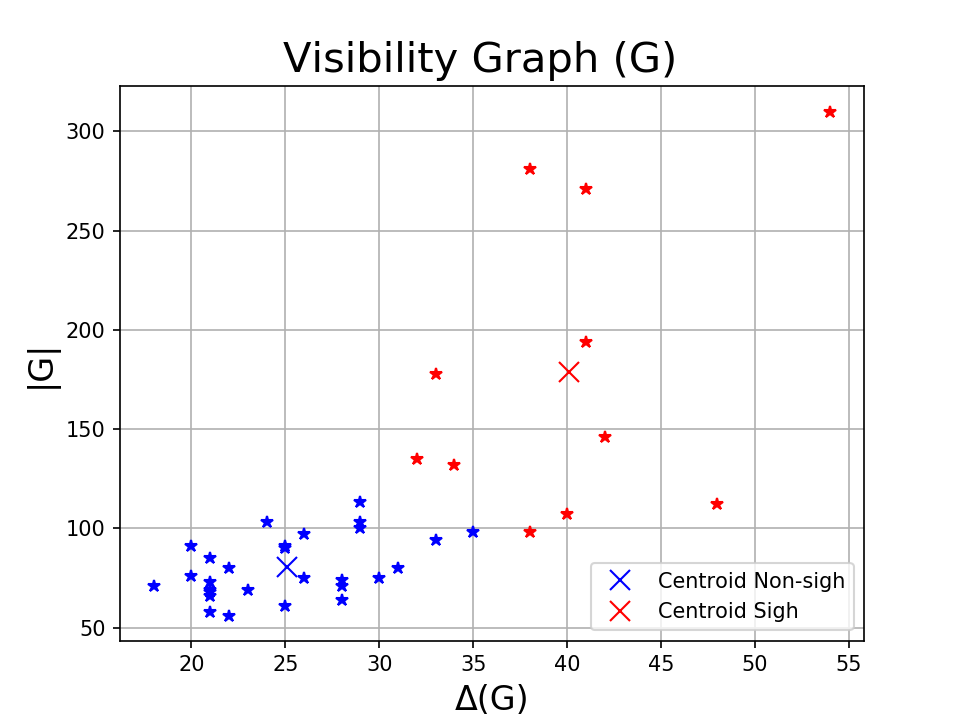 Visibility Graph (G)
300
250
200
150
100
50
|G|
20 25 30 35 40 45 50 55
Δ(G)
Centroid Non-sigh
Centroid Sigh